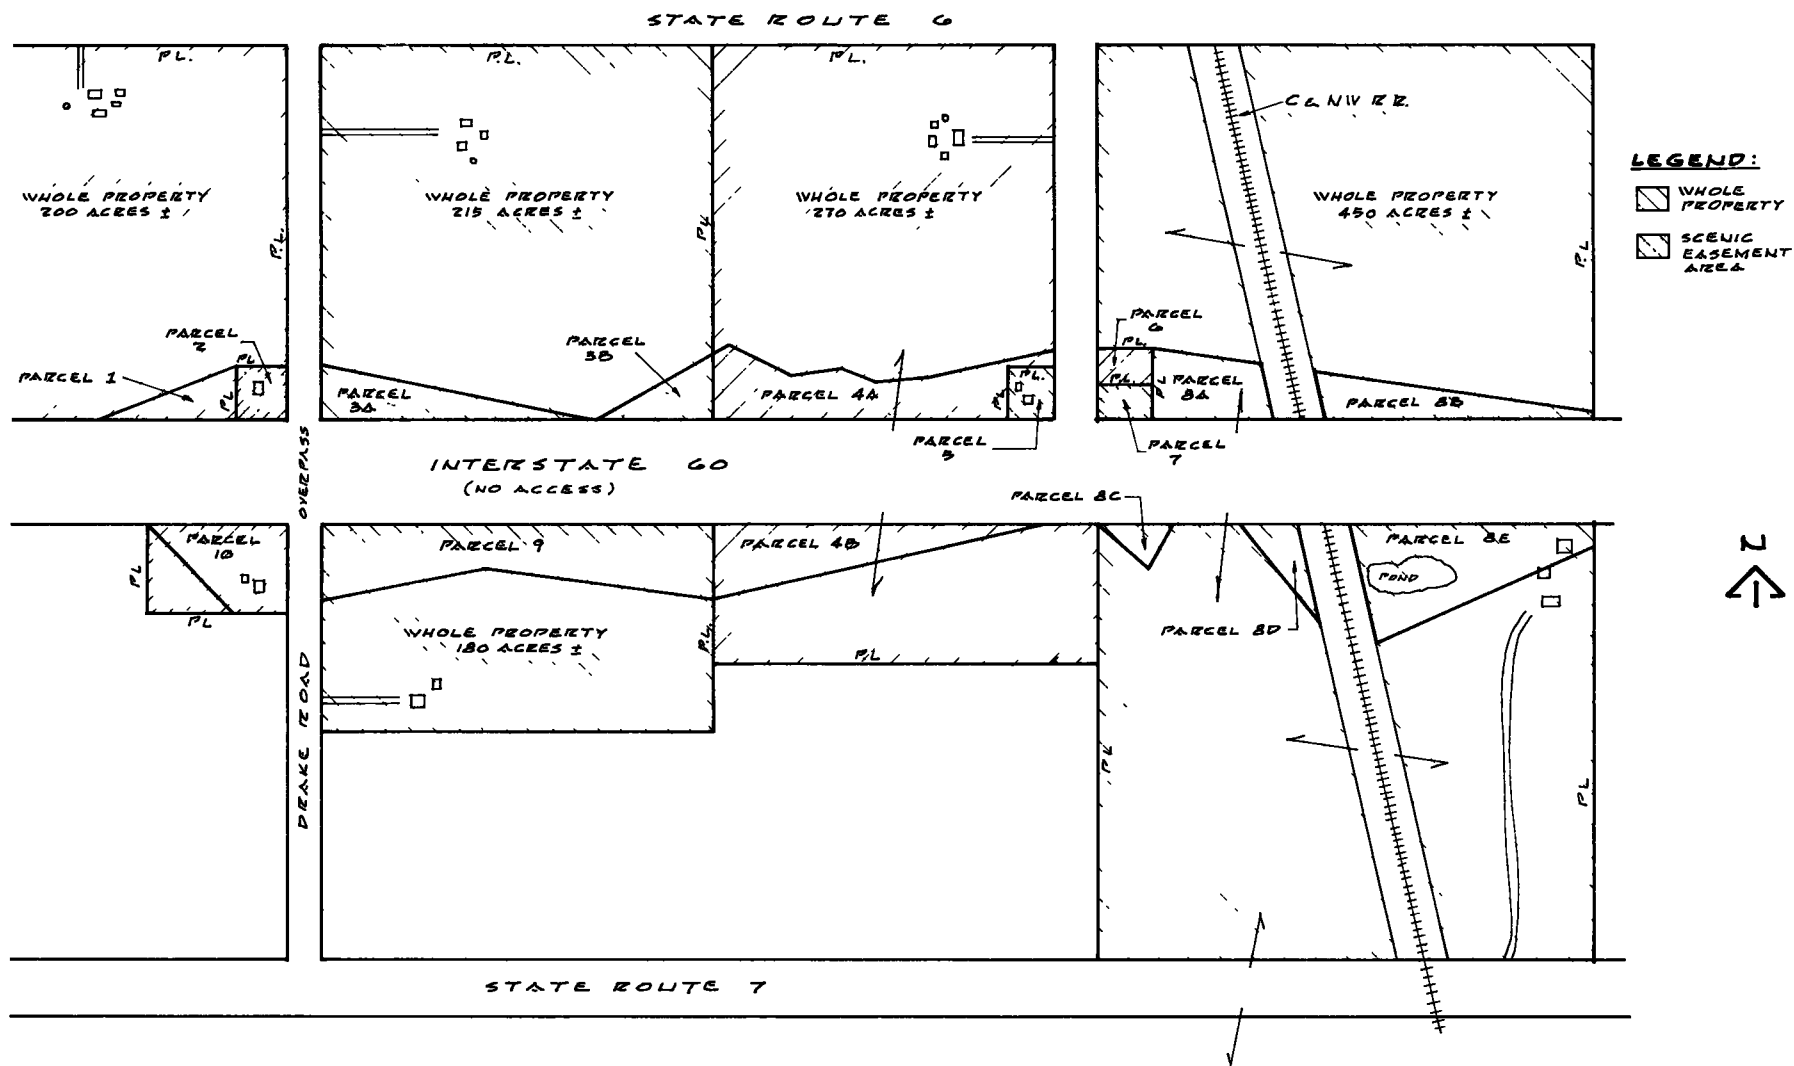 STATE ROUTE 6
P.L.
P.L.
P.L.
P.L.
C & NW R.R.
LEGEND:
WHOLE
PROPERTY
SCENIC
EASEMENT
AREA
WHOLE PROPERTY
200 ACRES ±
WHOLE PROPERTY
215 ACRES ±
WHOLE PROPERTY
270 ACRES ±
WHOLE PROPERTY
450 ACRES ±
P.L.
PL
P.L
PARCEL
2
PARCEL
3B
PARCEL
6
PL
P.L.
PARCEL 1
PL
PARCEL
3A
PARCEL 4A
P.L.
PL
P.L.
PARCEL
8A
PARCEL 8B
PARCEL
5
PARCEL
7
OVERPASS
INTERSTATE 60
(NO ACCESS)
PARCEL 8C
PARCEL
10
PARCEL 9
PARCEL 4B
PARCEL 8E
POND
N
PL
PL
WHOLE PROPERTY
180 ACRES ±
P.L.
P.L
PARCEL 8D
DRAKE ROAD
PL
PL
STATE ROUTE 7